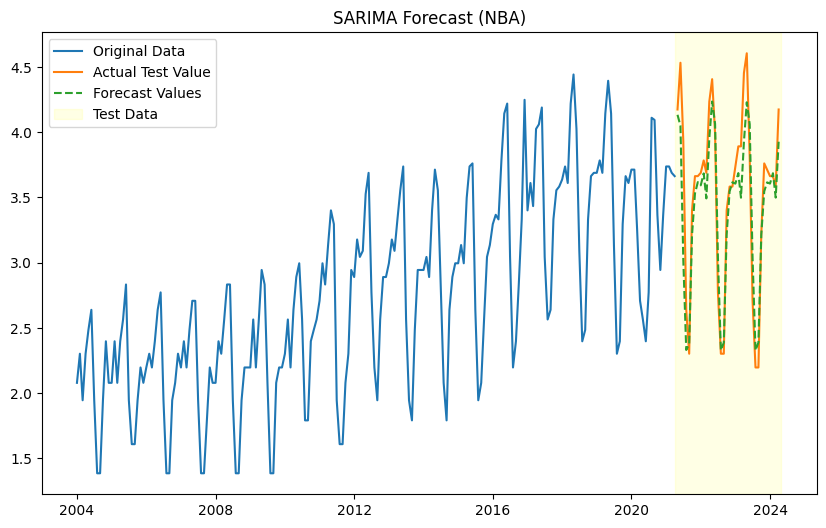 SARIMA Forecast (NBA)
Original Data
Actual Test Value
Forecast Values
Test Data
4.5
4.0
3.5
3.0
2.5
2.0
1.5
2004
2008
2012
2016
2020
2024